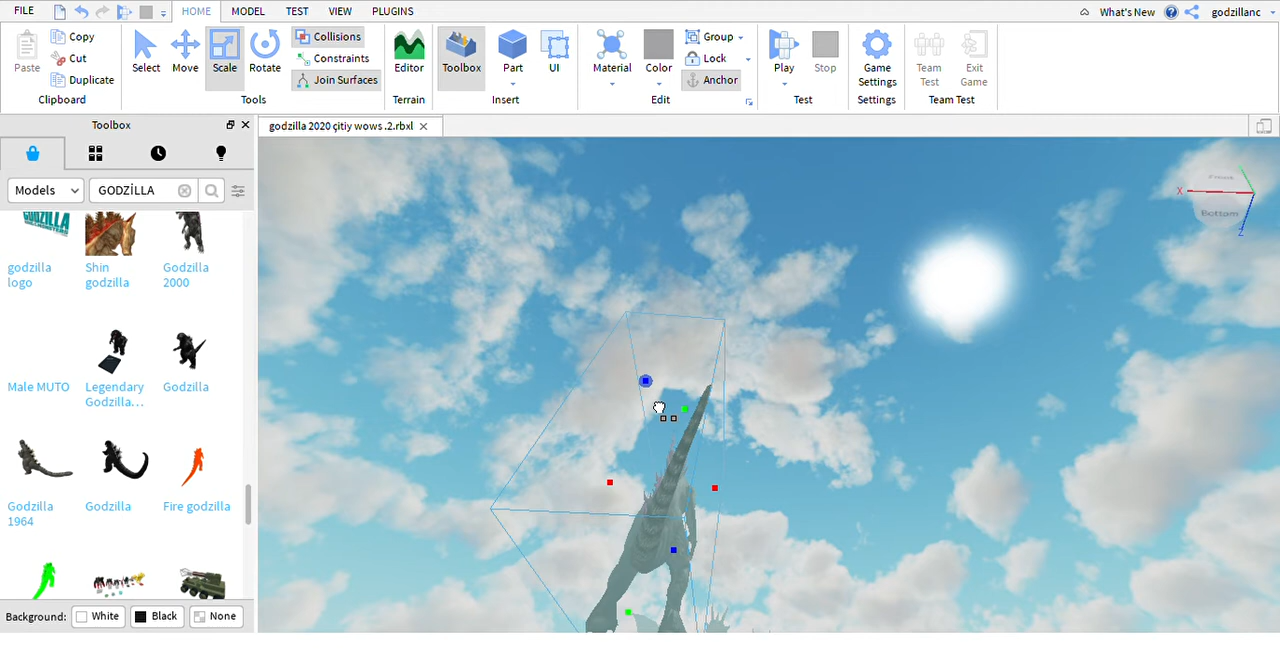 FILE HOME MODEL TEST VIEW PLUGINS What's New godzillanc
Paste Copy Cut Duplicate Select Move Scale Rotate Collisions Constraints Join Surfaces Editor Toolbox Part UI Material Color Group Lock Anchor Play Stop Game Settings Team Test Exit Game
Clipboard Tools Terrain Insert Edit Test Settings Team Test
Toolbox
godzilla 2020 çitiy wows .2.rbxl
Models GODZİLLA
GODZILLA
godzilla logo
Shin godzilla
Godzilla 2000
Male MUTO
Legendary Godzilla...
Godzilla
Godzilla 1964
Godzilla
Fire godzilla
Background: White Black None
X
Front
Bottom
Z